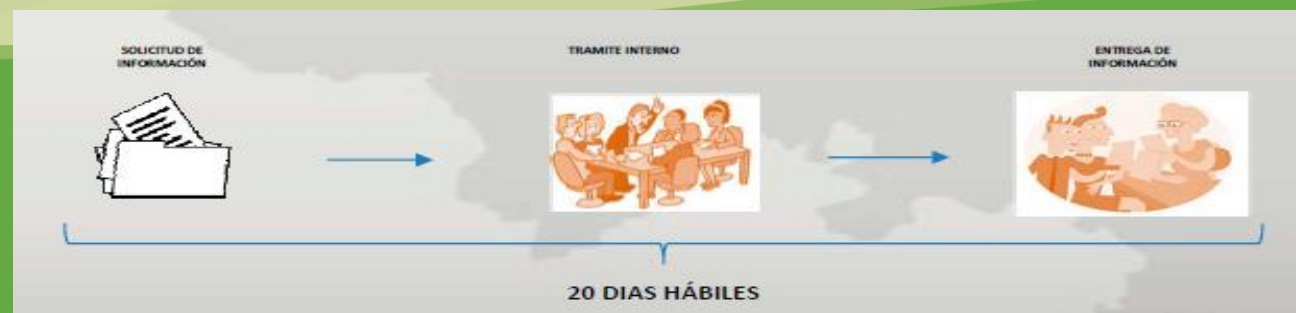 SOLICITUD DE
INFORMACIÓN
TRAMITE INTERNO
ENTREGA DE
INFORMACIÓN
20 DIAS HÁBILES